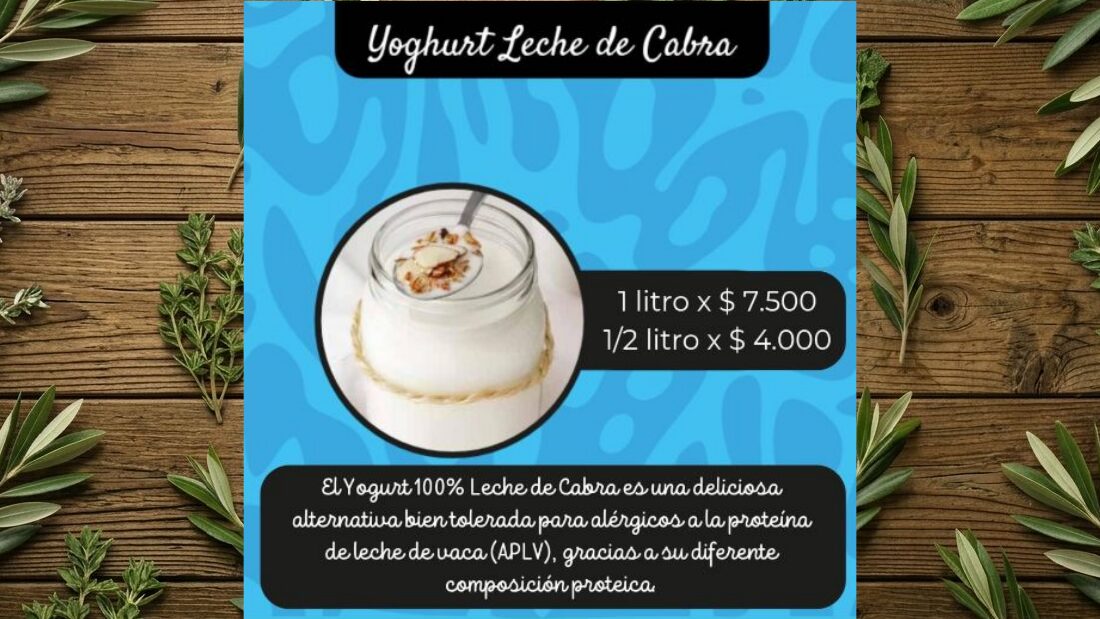 Yoghurt Leche de Cabra
1 litro x $ 7.500
1/2 litro x $ 4.000
El Yogurt 100% Leche de Cabra es una deliciosa
alternativa bien tolerada para alérgicos a la proteína
de leche de vaca (APLV), gracias a su diferente
composición proteica.